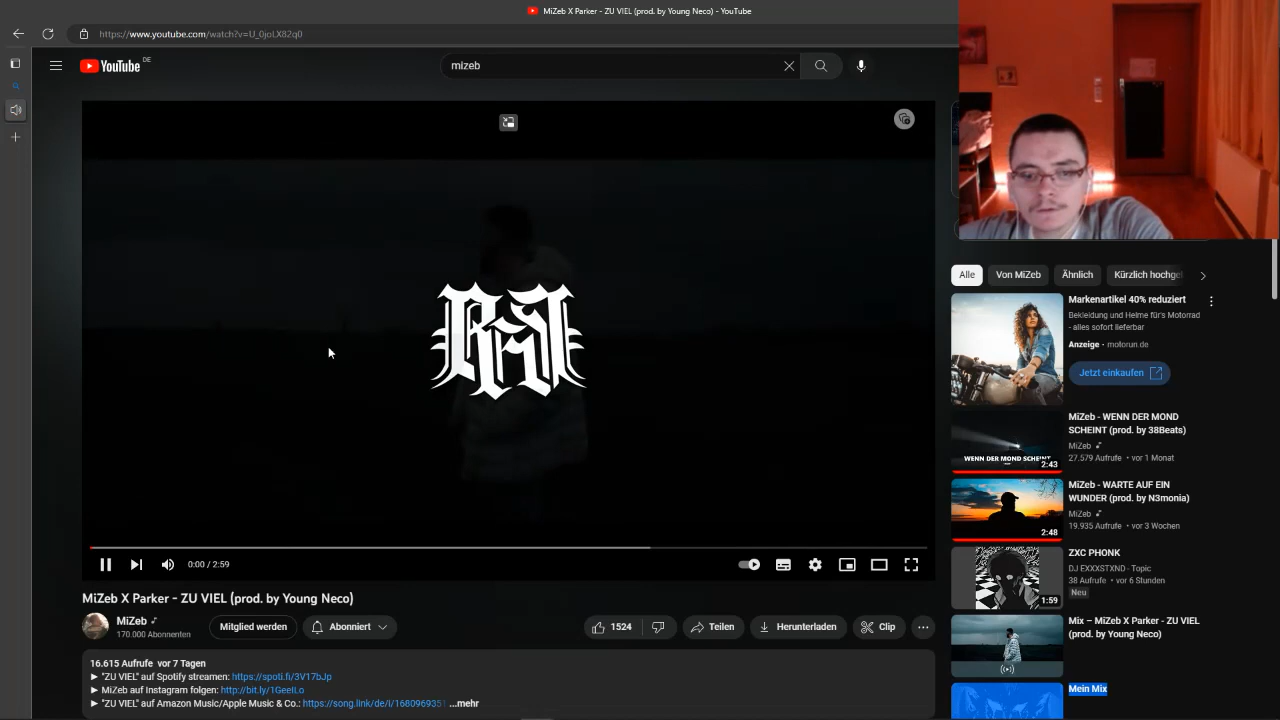 MiZeb X Parker - ZU VIEL (prod. by Young Neco) - YouTube
https://www.youtube.com/watch?v=U_0joLX82q0
YouTube DE
mizeb
0:00 / 2:59
MiZeb X Parker - ZU VIEL (prod. by Young Neco)
MiZeb
170.000 Abonnenten
Mitglied werden
Abonniert
1524
Teilen
Herunterladen
Clip
16.615 Aufrufe vor 7 Tagen
► "ZU VIEL" auf Spotify streamen: https://spoti.fi/3V17bJp
► MiZeb auf Instagram folgen: http://bit.ly/1GeeILo
► "ZU VIEL" auf Amazon Music/Apple Music & Co.: https://song.link/de/i/168096935 ...mehr
Alle
Von MiZeb
Ähnlich
Kürzlich hochge
Markenartikel 40% reduziert
Bekleidung und Helme für's Motorrad
- alles sofort lieferbar
Anzeige • motorun.de
Jetzt einkaufen
WENN DER MOND SCHEINT
2:43
MiZeb - WENN DER MOND
SCHEINT (prod. by 38Beats)
MiZeb
27.579 Aufrufe • vor 1 Monat
2:48
MiZeb - WARTE AUF EIN
WUNDER (prod. by N3monia)
MiZeb
19.935 Aufrufe • vor 3 Wochen
1:59
ZXC PHONK
DJ EXXXSTXND - Topic
38 Aufrufe • vor 6 Stunden
Neu
Mix – MiZeb X Parker - ZU VIEL
(prod. by Young Neco)
Mein Mix